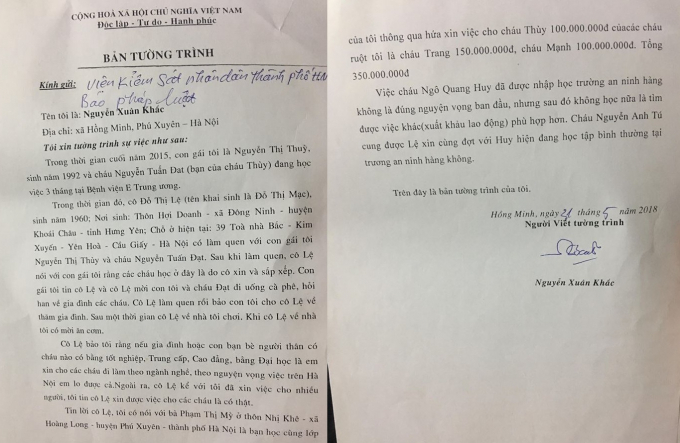 CỘNG HOÀ XÃ HỘI CHỦ NGHĨA VIỆT NAM
Độc lập - Tự do - Hạnh phúc
BẢN TƯỜNG TRÌNH
Kính gửi: Viện Kiểm Sát nhân dân thành phố HN
Báo pháp luật
Tên tôi là: Nguyễn Xuân Khắc
Địa chỉ: xã Hồng Minh, Phú Xuyên – Hà Nội
Tôi xin tường trình sự việc như sau:
Trong thời gian cuối năm 2015, con gái tôi là Nguyễn Thị Thuỳ,
sinh năm 1992 và cháu Nguyễn Tuấn Đat (bạn của cháu Thùy) đang học
việc 3 tháng tại Bệnh viện E Trung ương.
Trong thời gian đó, cô Đỗ Thị Lệ (tên khai sinh là Đỗ Thị Mạc),
sinh năm 1960; Nơi sinh: Thôn Hợi Doanh - xã Đông Ninh - huyện
Khoái Châu - tỉnh Hưng Yên; Chỗ ở hiện tại: 39 Toà nhà Bắc - Kim
Xuyến - Yên Hoà - Cầu Giấy - Hà Nội có làm quen với con gái tôi
Nguyễn Thị Thùy và cháu Nguyễn Tuấn Đạt. Sau khi làm quen, cô Lệ
nói với con gái tôi rằng các cháu học ở đây là do cô xin và sắp xếp. Con
gái tôi tin cô Lệ và cô Lệ mời con tôi và cháu Đạt đi uống cà phê, hỏi
han về gia đình các cháu. Cô Lệ làm quen rồi bảo con tôi cho cô Lệ về
thăm gia đình. Sau một thời gian cô Lệ về nhà tôi chơi. Khi cô Lệ về nhà
tôi có mời ăn cơm.
Cô Lệ bảo tôi rằng nếu gia đình hoặc con bạn bè người thân có
cháu nào có bằng tốt nghiệp, Trung cấp, Cao đẳng, bằng Đại học là em
xin cho các cháu đi làm theo ngành nghề, theo nguyện vọng việc trên Hà
Nội em lo được cả.Ngoài ra, cô Lệ kể với tôi đã xin việc cho nhiều
người, tôi tin cô Lệ xin được việc cho các cháu là có thật.
Tin lời cô Lệ, tôi có nói với bà Phạm Thị Mỹ ở thôn Nhị Khê - xã
Hoàng Long - huyện Phú Xuyên - thành phố Hà Nội là bạn học cùng lớp
của tôi thông qua hứa xin việc cho cháu Thùy 100.000.000đ củacác cháu
ruột tôi là cháu Trang 150.000.000đ, cháu Mạnh 100.000.000đ. Tổng
350.000.000đ
Việc cháu Ngô Quang Huy đã được nhập học trường an ninh hàng
không là đúng nguyện vọng ban đầu, nhưng sau đó không học nữa là tìm
được việc khác(xuất khẩu lao động) phù hợp hơn. Cháu Nguyễn Anh Tú
cung được Lệ xin cùng đợt với Huy hiện đang học tập bình thường tại
trương an ninh hàng không.
Trên đây là bản tường trình của tôi.
Hồng Minh, ngày 21 tháng 5 năm 2018
Người Viết tường trình
Nguyễn Xuân Khắc